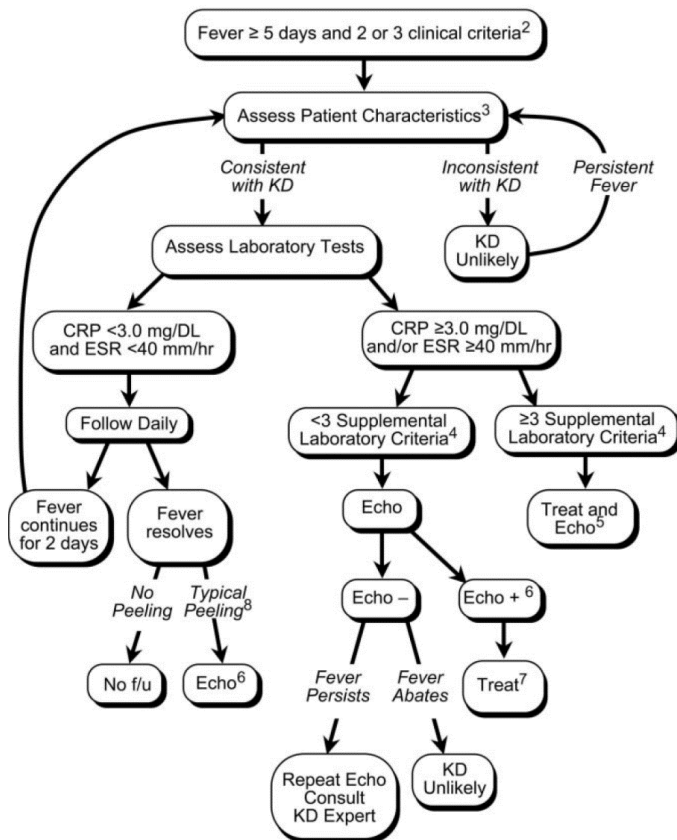 Fever ≥ 5 days and 2 or 3 clinical criteria²
Assess Patient Characteristics³
Consistent
with KD
Inconsistent
with KD
Persistent
Fever
Assess Laboratory Tests
KD
Unlikely
CRP <3.0 mg/DL
and ESR <40 mm/hr
CRP ≥3.0 mg/DL
and/or ESR ≥40 mm/hr
Follow Daily
<3 Supplemental
Laboratory Criteria⁴
≥3 Supplemental
Laboratory Criteria⁴
Fever
continues
for 2 days
Fever
resolves
Echo
Treat and
Echo⁵
No
Peeling
Typical
Peeling⁸
Echo –
Echo + ⁶
No f/u
Echo⁶
Fever
Persists
Fever
Abates
Treat⁷
Repeat Echo
Consult
KD Expert
KD
Unlikely